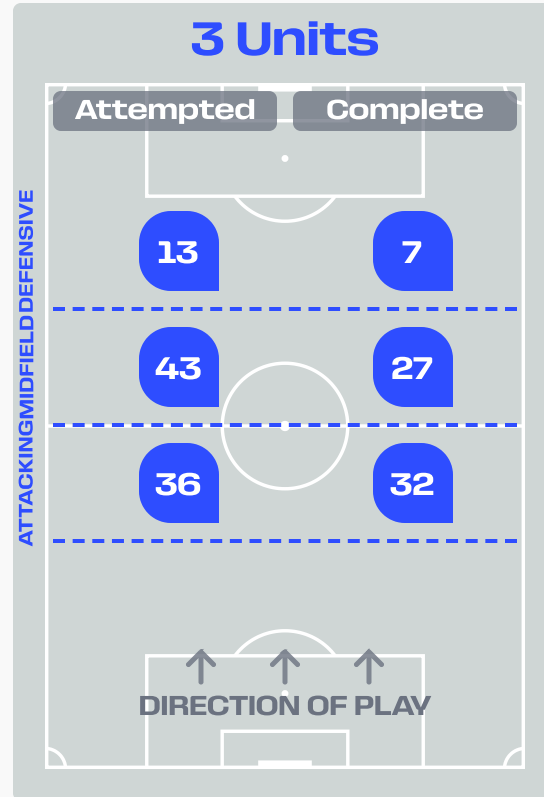 3 Units
Attempted Complete
13 7
43 27
36 32
ATTACKING MIDFIELD DEFENSIVE
DIRECTION OF PLAY